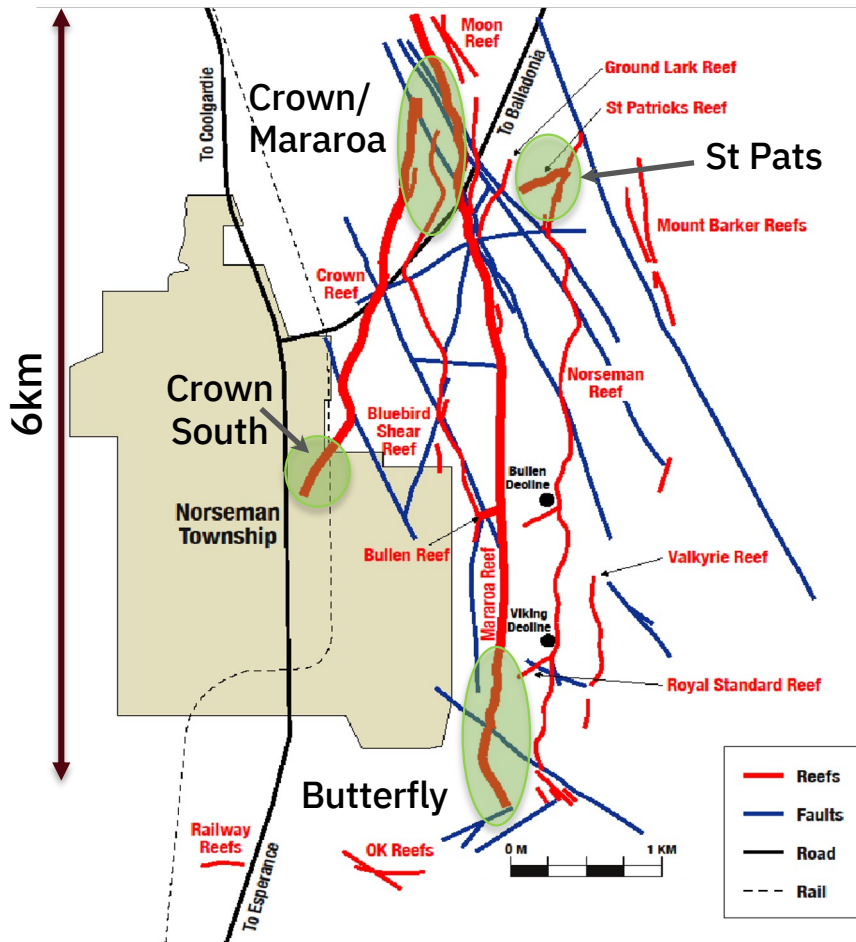 6km
To Coolgardie
Moon
Reef
To Balladonia
Crown/
Mararoa
Ground Lark Reef
St Patricks Reef
St Pats
Mount Barker Reefs
Crown
Reef
Crown
South
Bluebird
Shear
Reef
Norseman
Reef
Bullen
Deoline
Norseman
Township
Bullen Reef
Mararoa Reef
Valkyrie Reef
Viking
Deoline
Royal Standard Reef
Butterfly
Railway
Reefs
OK Reefs
To Esperance
0 M
1 KM
Reefs
Faults
Road
Rail